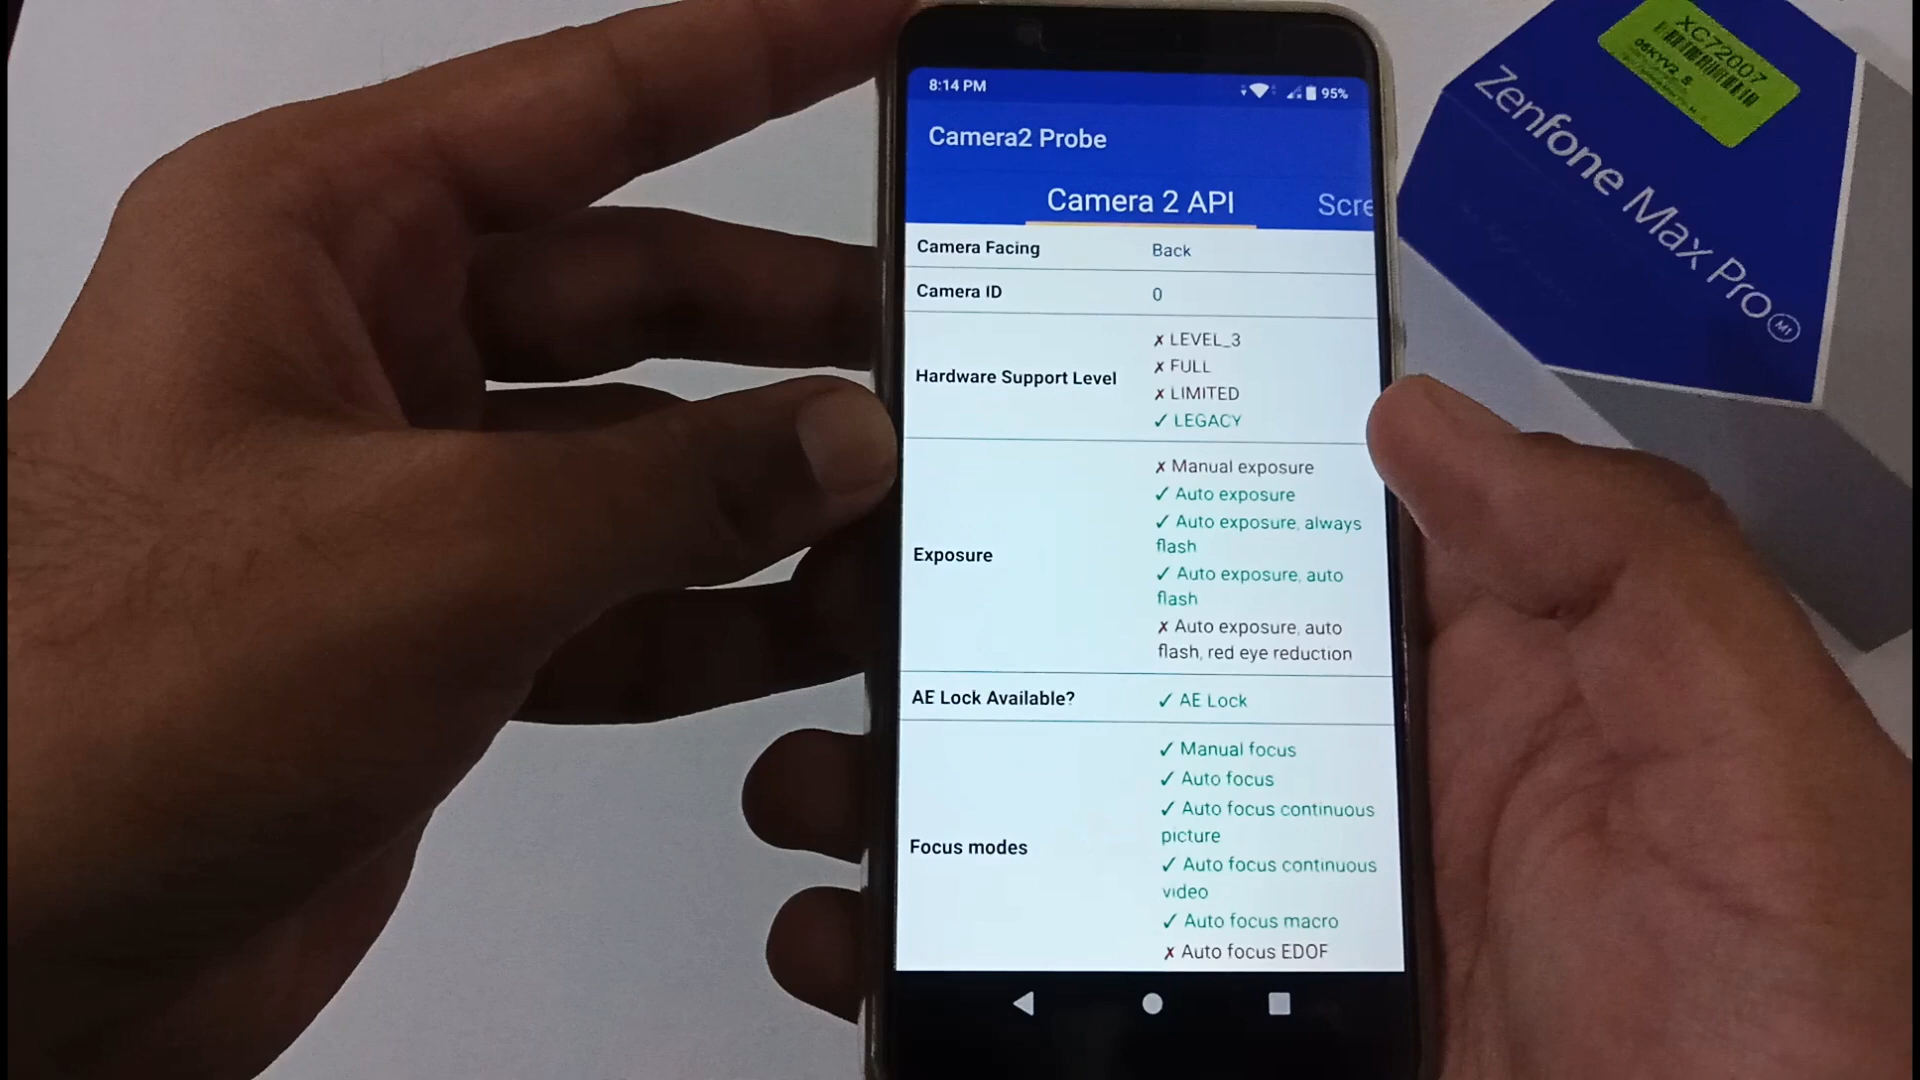 8:14 PM
95%
Camera2 Probe
Camera 2 API
Scre
Camera Facing
Back
Camera ID
0
Hardware Support Level
✗ LEVEL_3
✗ FULL
✗ LIMITED
✓ LEGACY
Exposure
✗ Manual exposure
✓ Auto exposure
✓ Auto exposure, always
flash
✓ Auto exposure, auto
flash
✗ Auto exposure, auto
flash, red eye reduction
AE Lock Available?
✓ AE Lock
Focus modes
✓ Manual focus
✓ Auto focus
✓ Auto focus continuous
picture
✓ Auto focus continuous
video
✓ Auto focus macro
✗ Auto focus EDOF
XC72007
Zenfone Max Pro M1